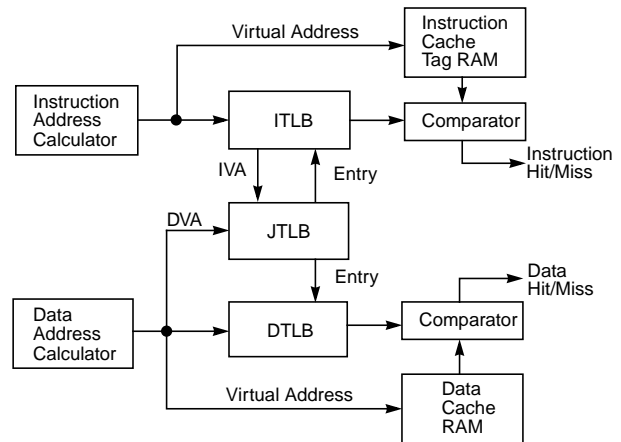 Virtual Address
Instruction
Cache
Tag RAM
Instruction
Address
Calculator
ITLB
Comparator
Instruction
Hit/Miss
IVA
Entry
DVA
JTLB
Entry
Data
Hit/Miss
Data
Address
Calculator
DTLB
Comparator
Virtual Address
Data
Cache
RAM